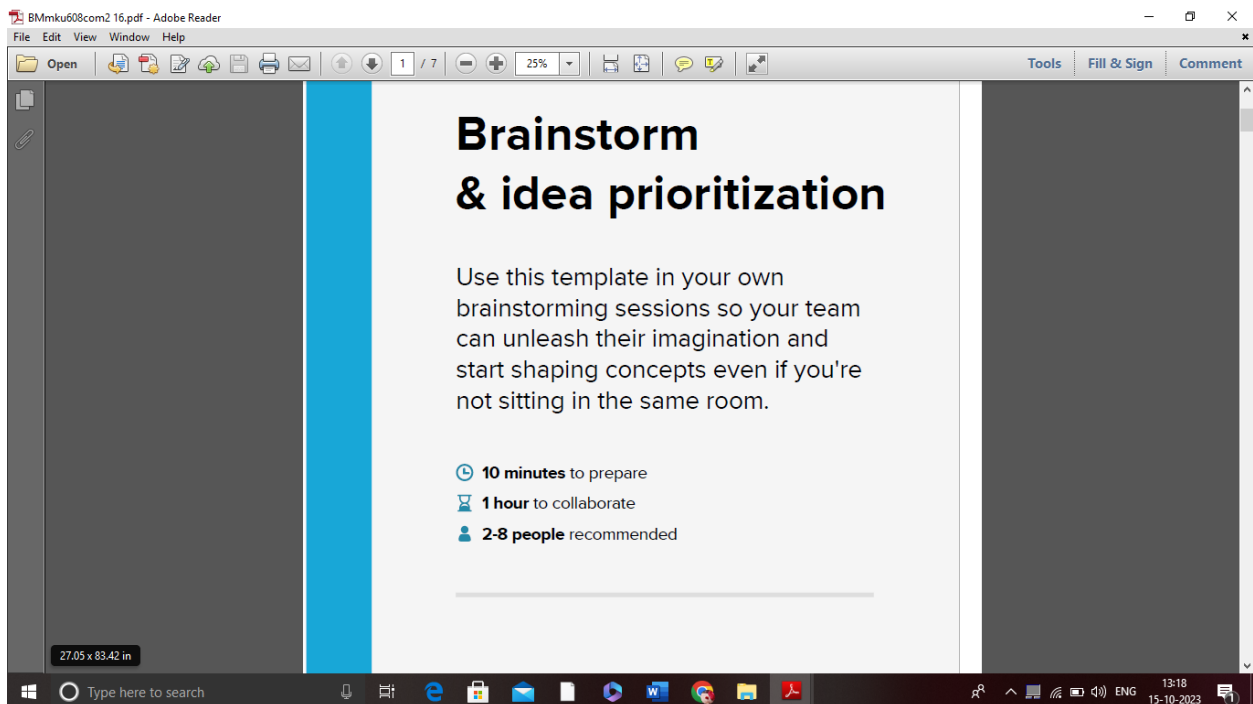 BMmku608com2 16.pdf - Adobe Reader
File Edit View Window Help
Open 1 / 7 25% Tools Fill & Sign Comment
Brainstorm
& idea prioritization
Use this template in your own
brainstorming sessions so your team
can unleash their imagination and
start shaping concepts even if you're
not sitting in the same room.
10 minutes to prepare
1 hour to collaborate
2-8 people recommended
27.05 x 83.42 in
Type here to search
ENG
13:18
15-10-2023